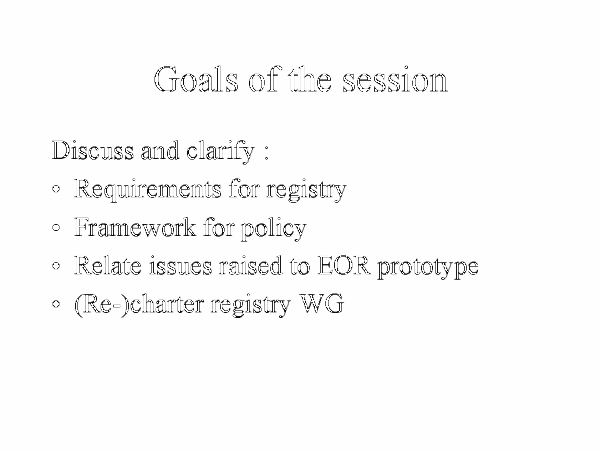 Goals of the session
Discuss and clarify :
◦ Requirements for registry
◦ Framework for policy
◦ Relate issues raised to EOR prototype
◦ (Re-)charter registry WG